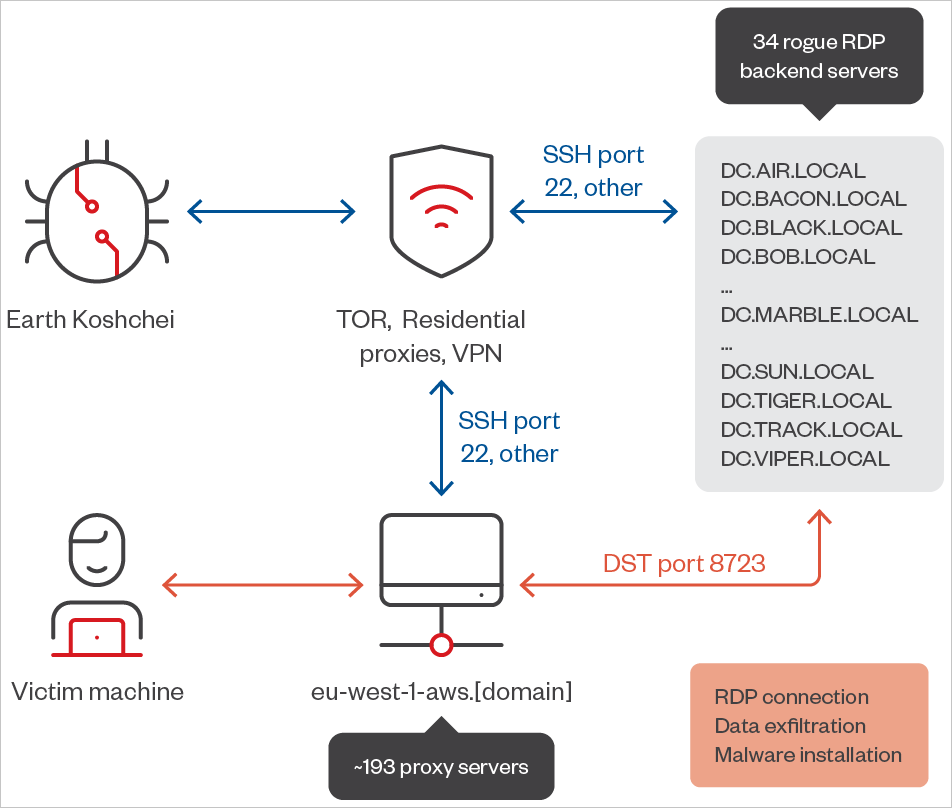 34 rogue RDP
backend servers
SSH port
22, other
DC.AIR.LOCAL
DC.BACON.LOCAL
DC.BLACK.LOCAL
DC.BOB.LOCAL
...
DC.MARBLE.LOCAL
...
DC.SUN.LOCAL
DC.TIGER.LOCAL
DC.TRACK.LOCAL
DC.VIPER.LOCAL
Earth Koshchei
TOR, Residential
proxies, VPN
SSH port
22, other
DST port 8723
Victim machine
eu-west-1-aws.[domain]
~193 proxy servers
RDP connection
Data exfiltration
Malware installation